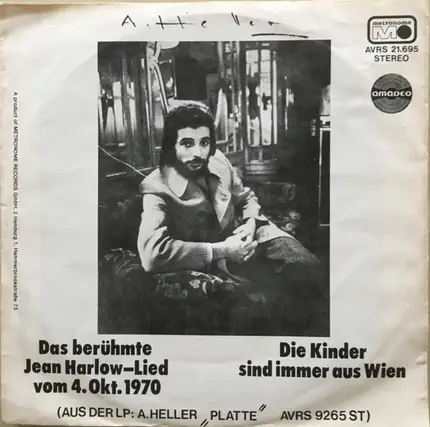 A. Heller
metronome
AVRS 21.695
STEREO
AMADEO
A product of METRONOME RECORDS GmbH, 2 Hamburg 1, Hammerbrookstraße 73
Das berühmte
Jean Harlow–Lied
vom 4. Okt. 1970
Die Kinder
sind immer aus Wien
(AUS DER LP: A. HELLER „PLATTE” AVRS 9265 ST)